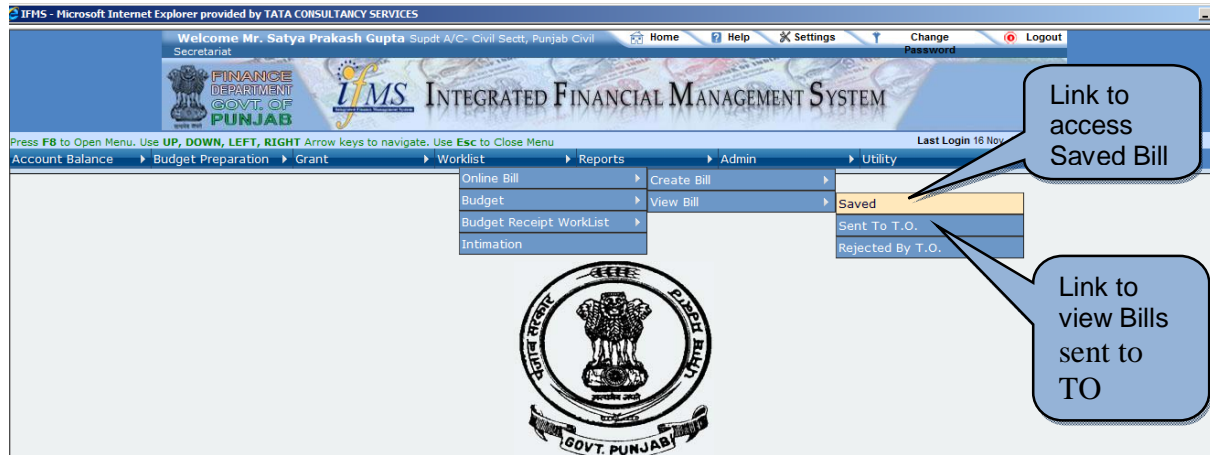 IFMS - Microsoft Internet Explorer provided by TATA CONSULTANCY SERVICES
Welcome Mr. Satya Prakash Gupta Supdt A/C- Civil Sectt, Punjab Civil Secretariat
Home Help Settings Change Password Logout
FINANCE
DEPARTMENT
GOVT. OF
PUNJAB
ifMS INTEGRATED FINANCIAL MANAGEMENT SYSTEM
Press F8 to Open Menu. Use UP, DOWN, LEFT, RIGHT Arrow keys to navigate. Use Esc to Close Menu
Last Login 16 Nov
Account Balance Budget Preparation Grant Worklist Reports Admin Utility
Online Bill Create Bill
Budget View Bill Saved
Budget Receipt WorkList Sent To T.O.
Intimation Rejected By T.O.
Link to
access
Saved Bill
Link to
view Bills
sent to
TO
ਪੰਜਾਬ ਸਰਕਾਰ
सत्यमेव जयते
GOVT. PUNJAB